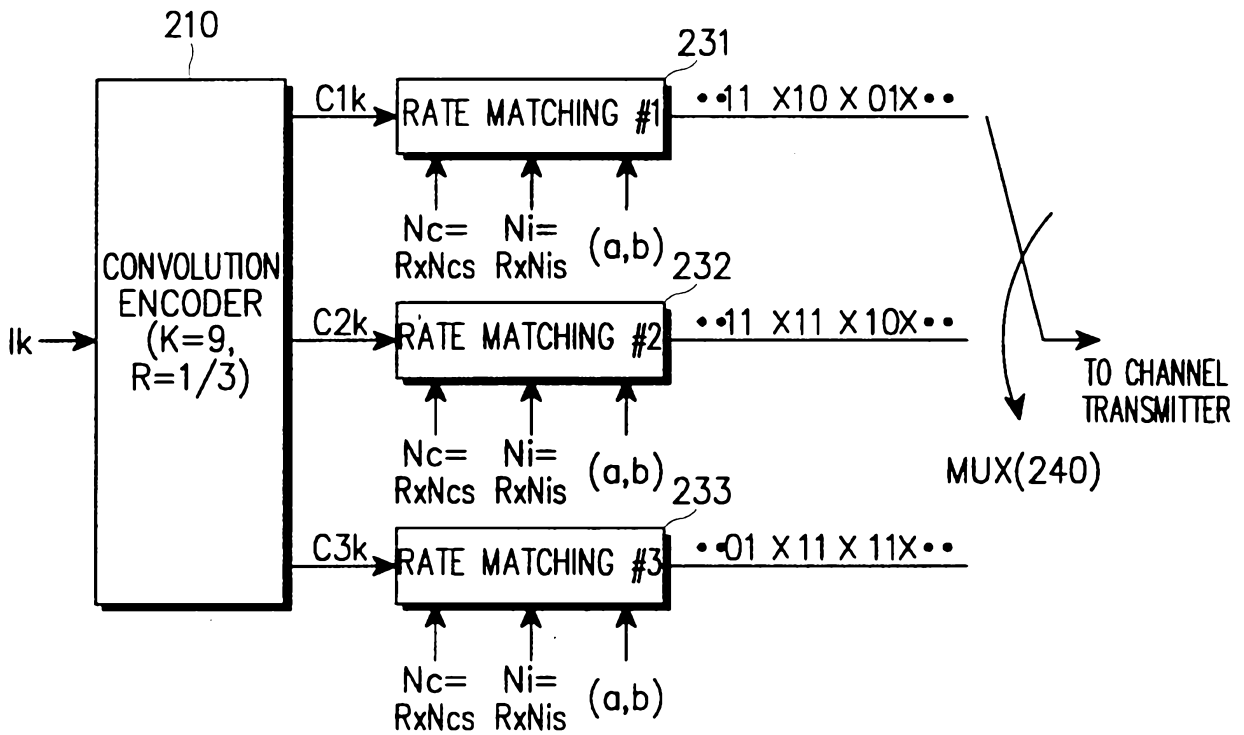 210
231
C1k
RATE MATCHING #1
••11 X10 X 01X••
Nc=
RxNcs
Ni=
RxNis
(a,b)
232
CONVOLUTION
ENCODER
(K=9,
R=1/3)
Ik
C2k
RATE MATCHING #2
••11 X11 X 10X••
TO CHANNEL
TRANSMITTER
Nc=
RxNcs
Ni=
RxNis
(a,b)
MUX(240)
233
C3k
RATE MATCHING #3
••01 X11 X 11X••
Nc=
RxNcs
Ni=
RxNis
(a,b)